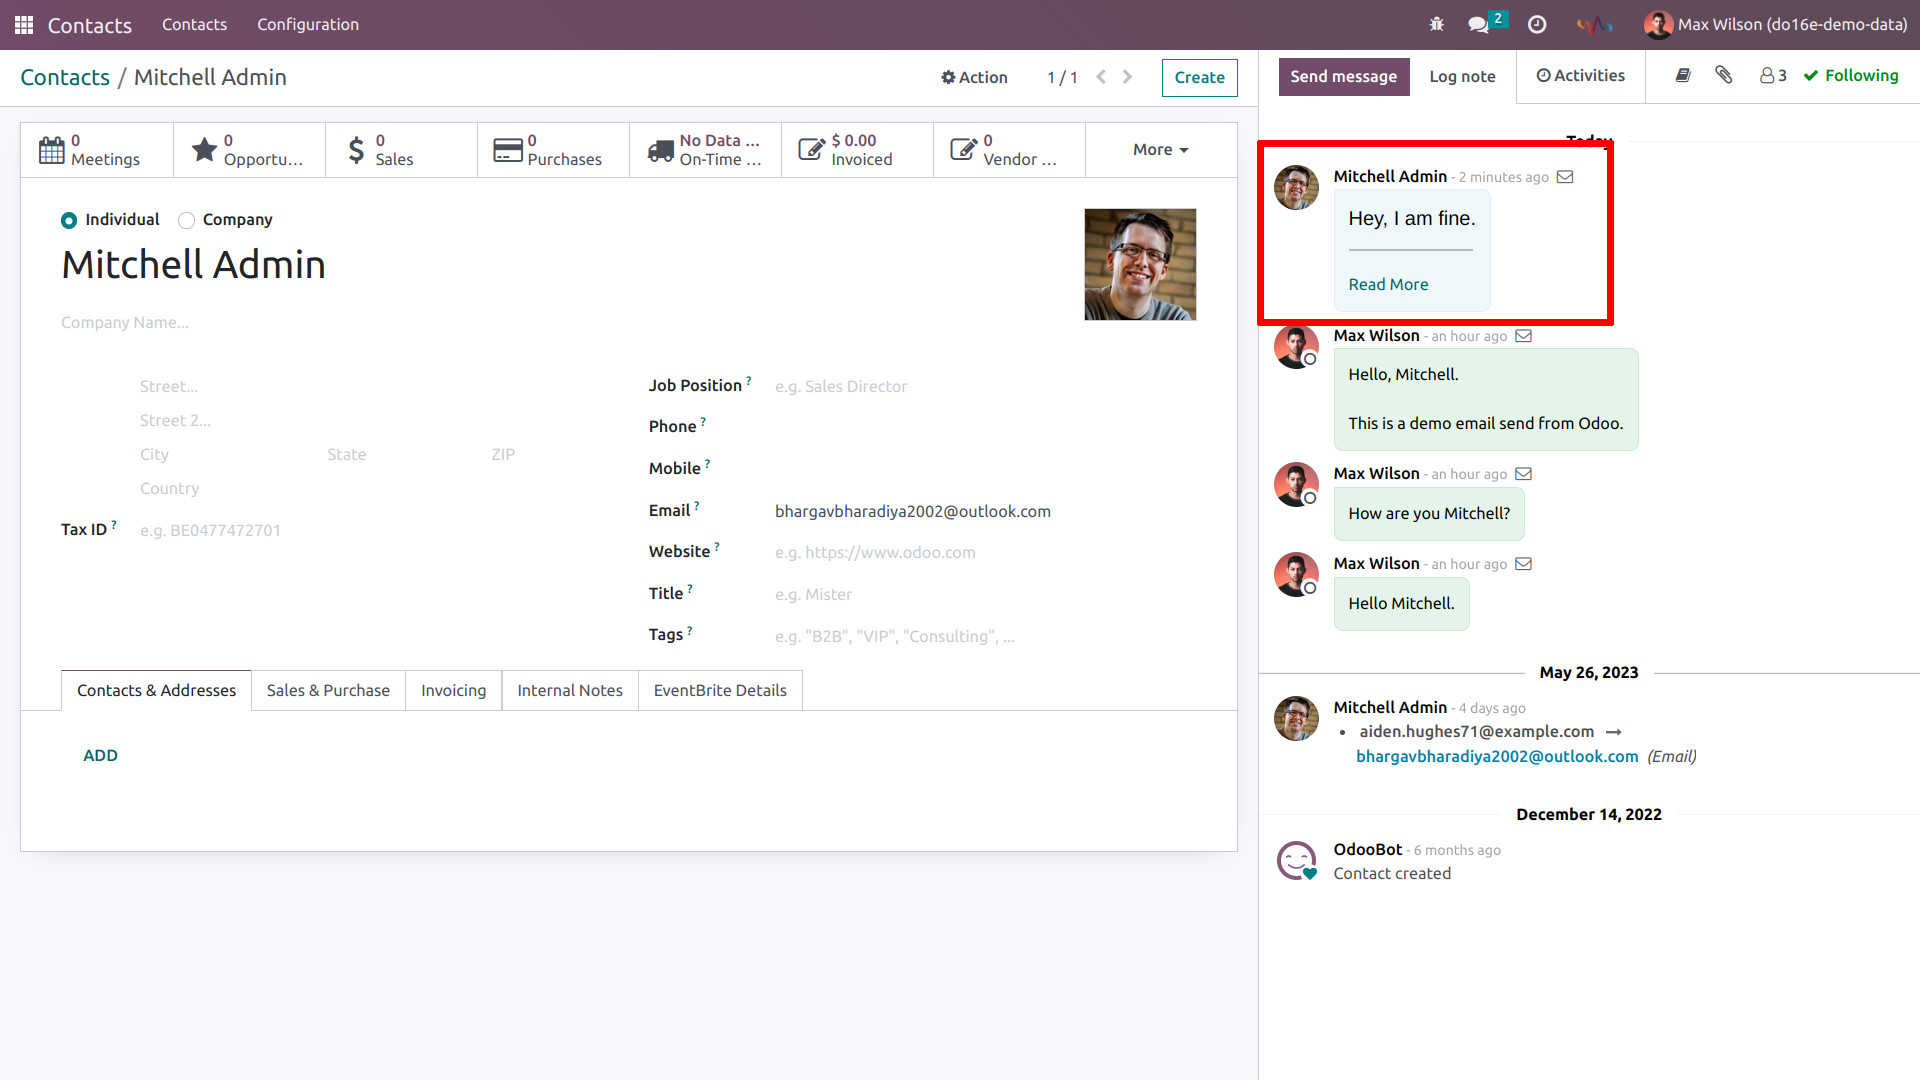 Contacts Contacts Configuration 2 Max Wilson (do16e-demo-data)
Contacts / Mitchell Admin Action 1 / 1 Create
0 Meetings
0 Opportu...
0 Sales
0 Purchases
No Data ... On-Time ...
$ 0.00 Invoiced
0 Vendor ...
More
Individual Company
Mitchell Admin
Company Name...
Street...
Street 2...
City State ZIP
Country
Tax ID ? e.g. BE0477472701
Job Position ? e.g. Sales Director
Phone ?
Mobile ?
Email ? bhargavbharadiya2002@outlook.com
Website ? e.g. https://www.odoo.com
Title ? e.g. Mister
Tags ? e.g. "B2B", "VIP", "Consulting", ...
Contacts & Addresses Sales & Purchase Invoicing Internal Notes EventBrite Details
ADD
Send message Log note Activities 3 Following
Today
Mitchell Admin - 2 minutes ago
Hey, I am fine.
Read More
Max Wilson - an hour ago
Hello, Mitchell.
This is a demo email send from Odoo.
Max Wilson - an hour ago
How are you Mitchell?
Max Wilson - an hour ago
Hello Mitchell.
May 26, 2023
Mitchell Admin - 4 days ago
• aiden.hughes71@example.com →
bhargavbharadiya2002@outlook.com (Email)
December 14, 2022
OdooBot - 6 months ago
Contact created